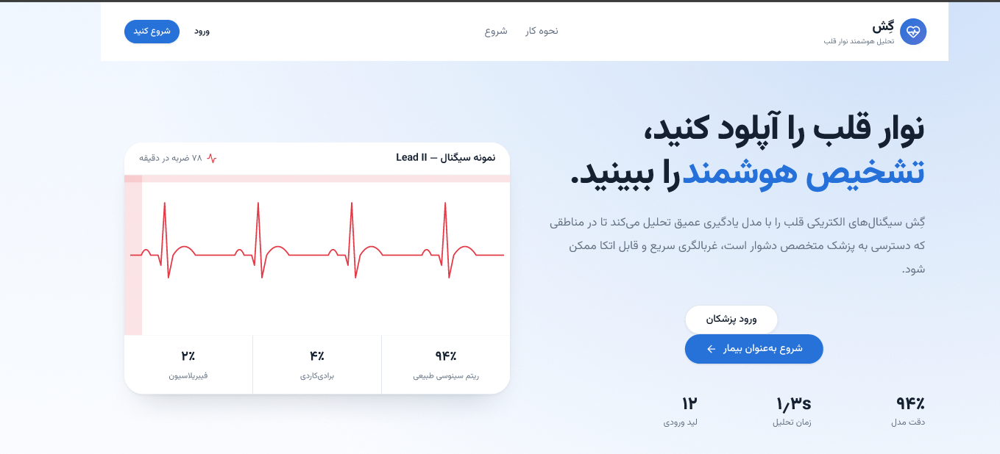 گِش
تحلیل هوشمند نوار قلب
نحوه کار
شروع
ورود
شروع کنید
نوار قلب را آپلود کنید،
تشخیص هوشمند را ببینید.
گِش سیگنال‌های الکتریکی قلب را با مدل یادگیری عمیق تحلیل می‌کند تا در مناطقی
که دسترسی به پزشک متخصص دشوار است، غربالگری سریع و قابل اتکا ممکن
شود.
ورود پزشکان
شروع به‌عنوان بیمار ←
۹۴٪
دقت مدل
۱٫۳s
زمان تحلیل
۱۲
لید ورودی
نمونه سیگنال — Lead II
۷۸ ضربه در دقیقه
۹۴٪
ریتم سینوسی طبیعی
۴٪
برادی‌کاردی
۲٪
فیبریلاسیون